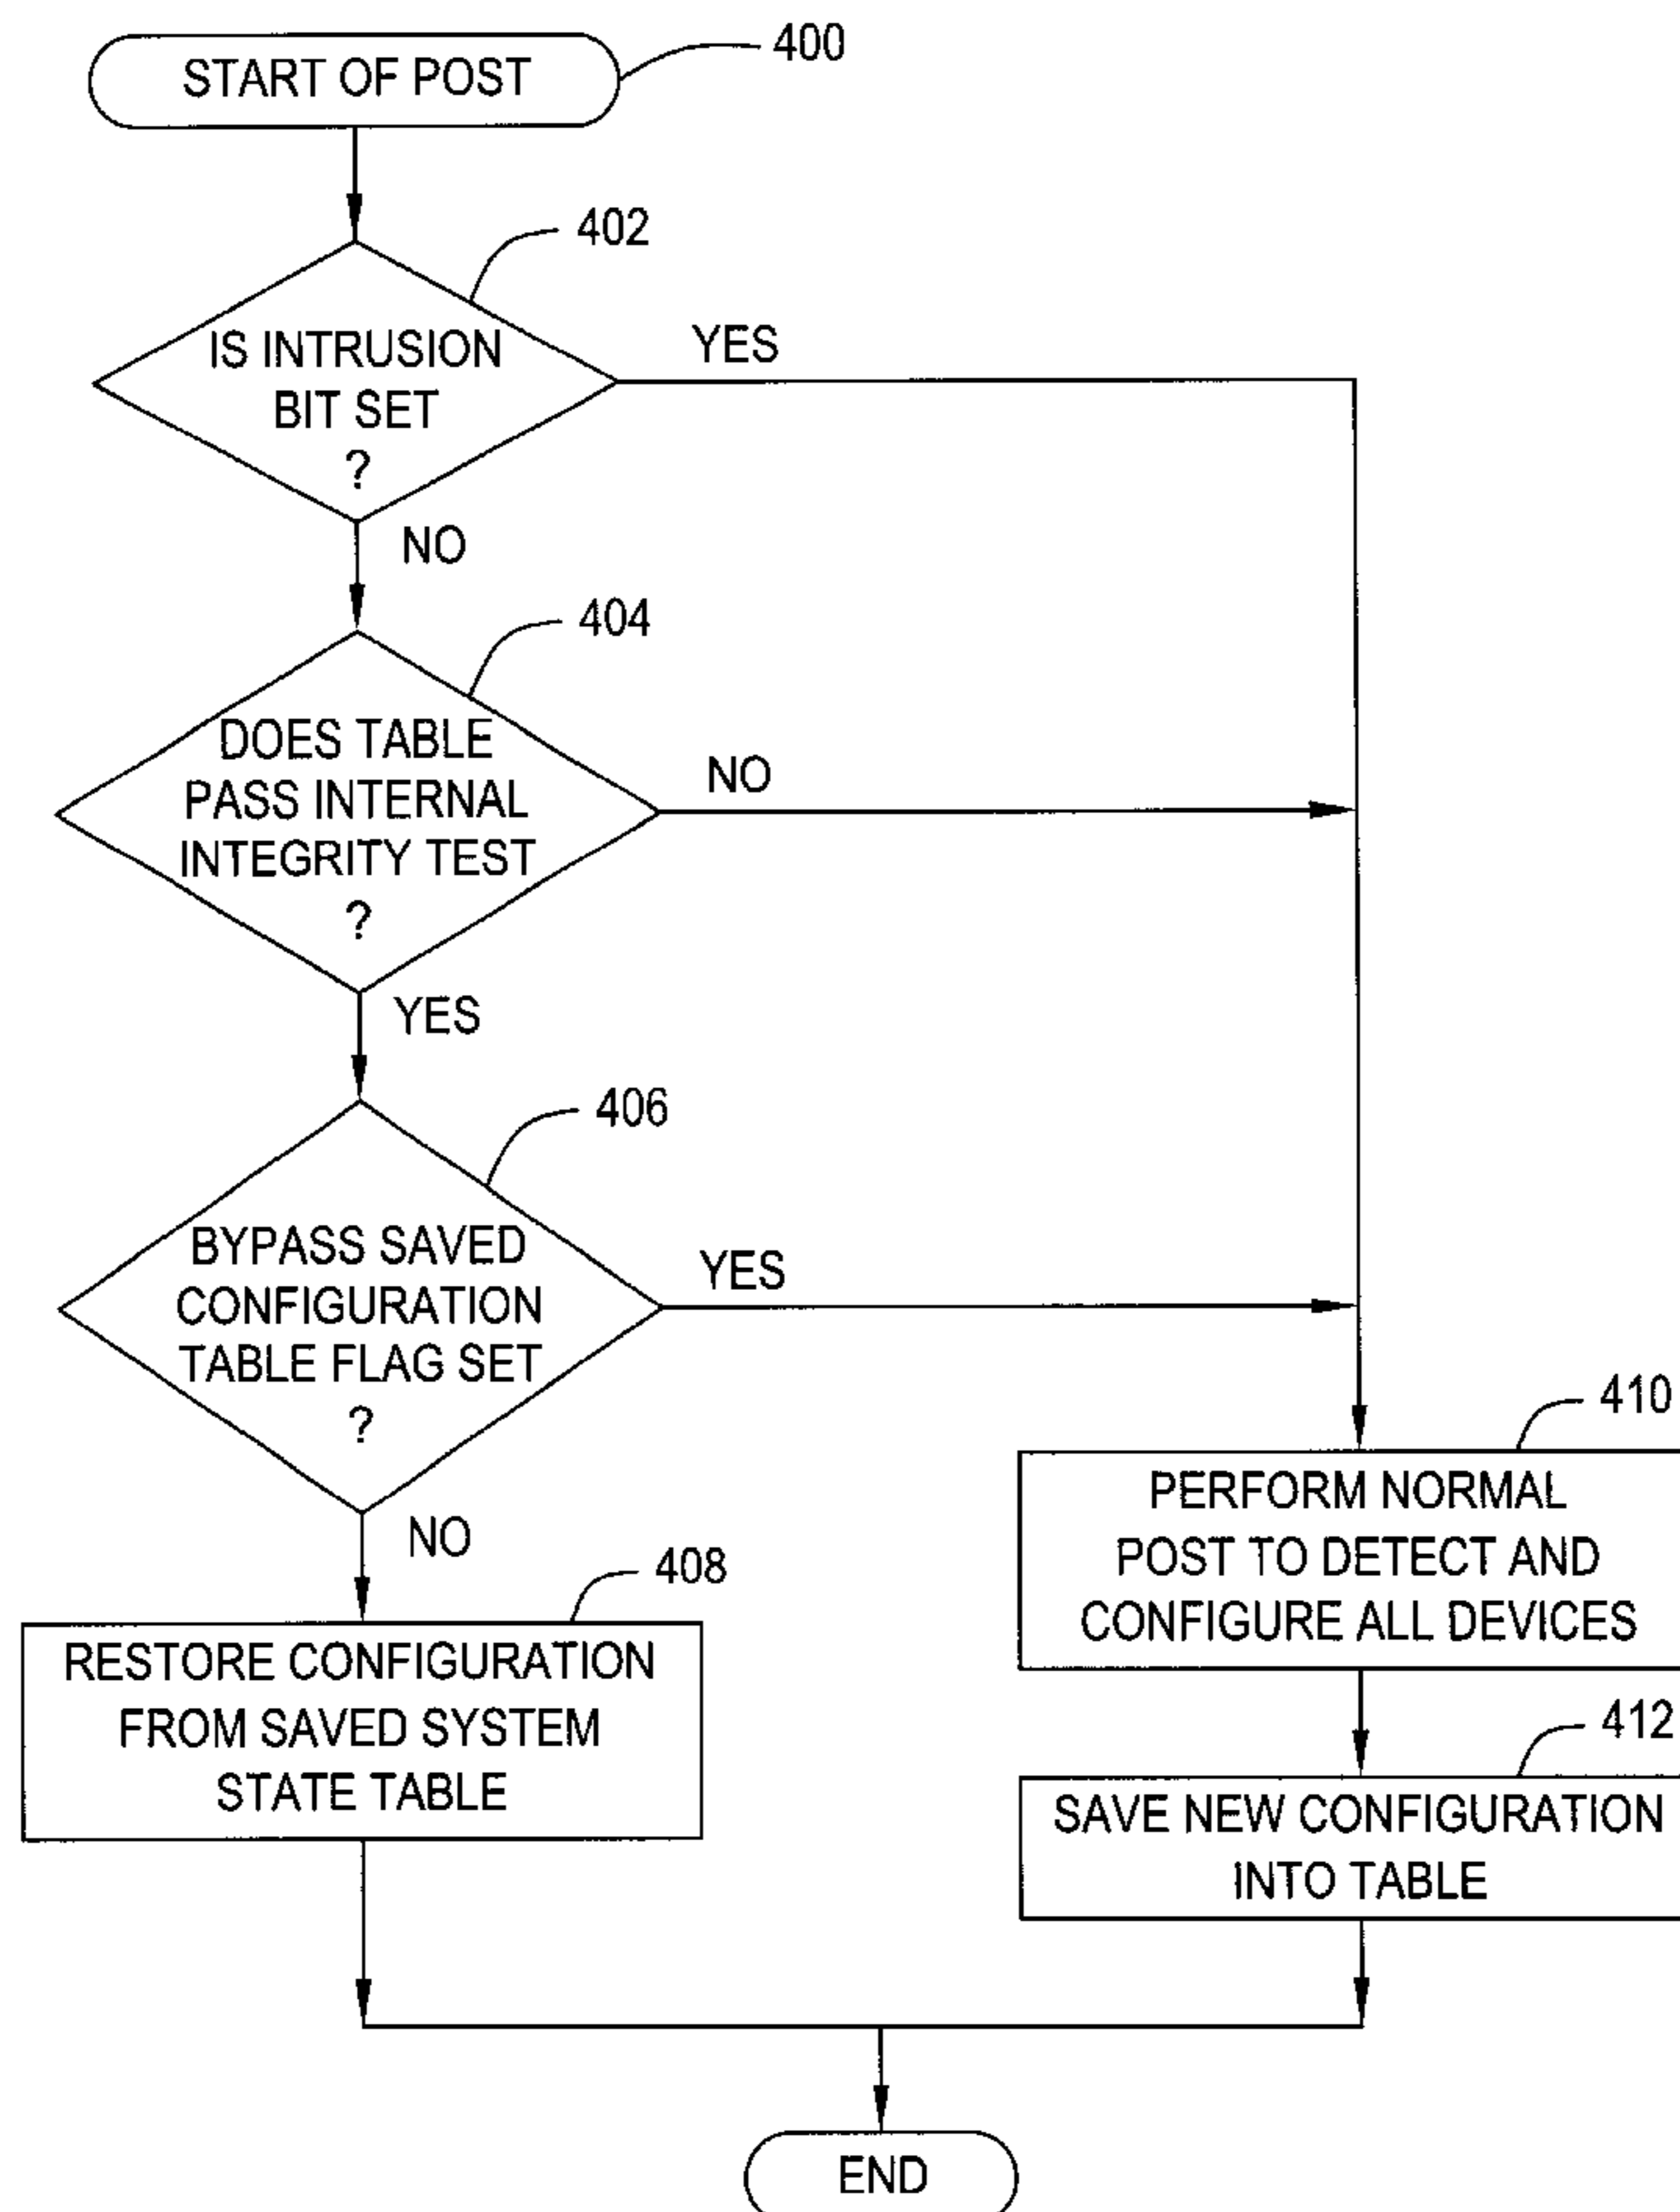 START OF POST
400
402
IS INTRUSION
BIT SET
?
YES
NO
404
DOES TABLE
PASS INTERNAL
INTEGRITY TEST
?
NO
YES
406
BYPASS SAVED
CONFIGURATION
TABLE FLAG SET
?
YES
NO
408
RESTORE CONFIGURATION
FROM SAVED SYSTEM
STATE TABLE
410
PERFORM NORMAL
POST TO DETECT AND
CONFIGURE ALL DEVICES
412
SAVE NEW CONFIGURATION
INTO TABLE
END